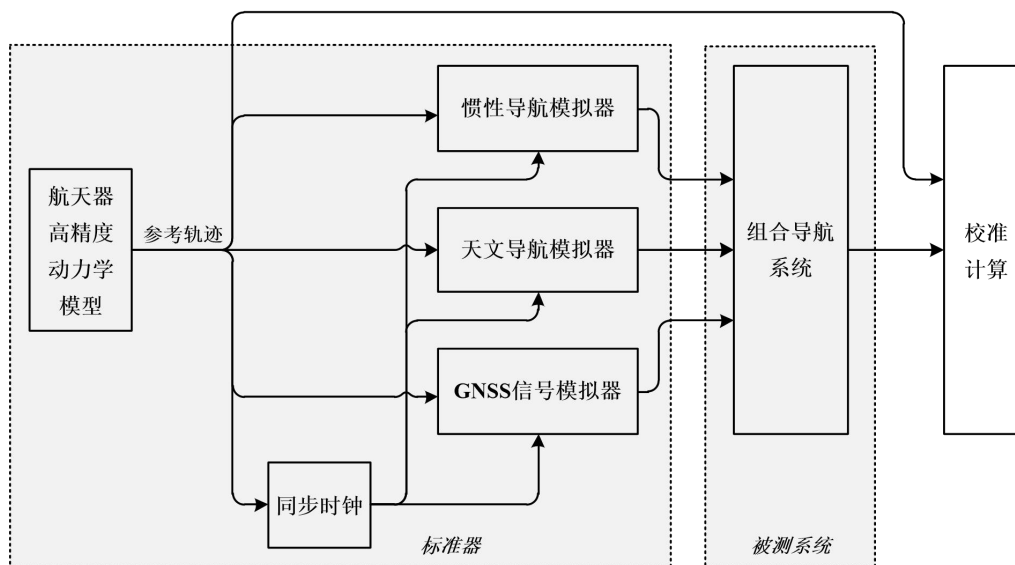 惯性导航模拟器
航天器
高精度
动力学
模型
参考轨迹
天文导航模拟器
GNSS信号模拟器
同步时钟
标准器
组合导航
系统
被测系统
校准
计算